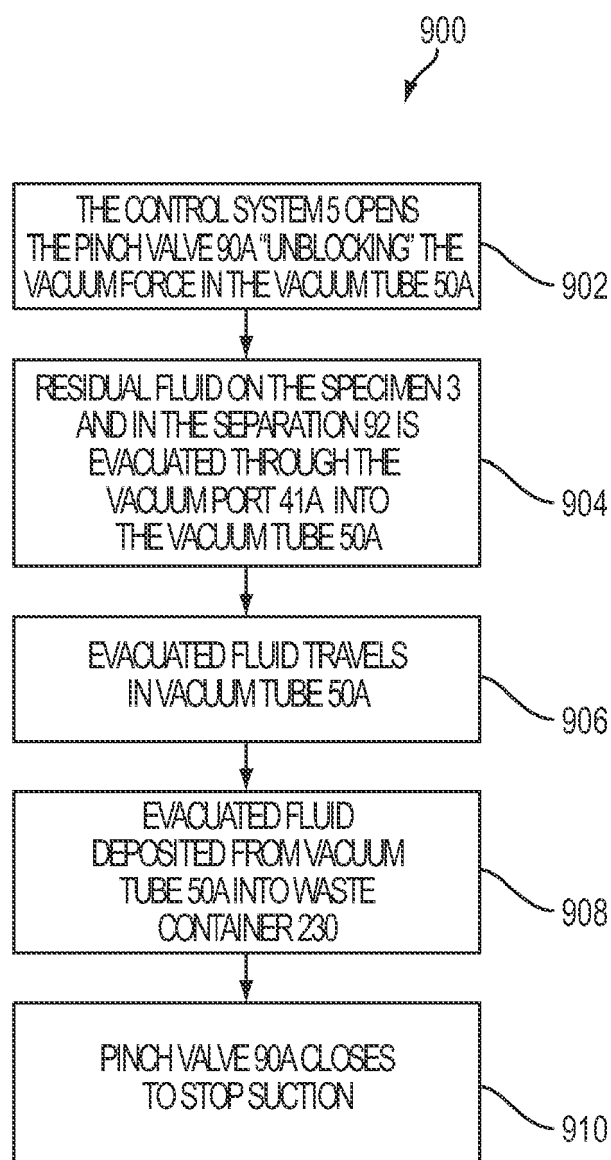 900
THE CONTROL SYSTEM 5 OPENS
THE PINCH VALVE 90A "UNBLOCKING" THE
VACUUM FORCE IN THE VACUUM TUBE 50A
902
RESIDUAL FLUID ON THE SPECIMEN 3
AND IN THE SEPARATION 92 IS
EVACUATED THROUGH THE
VACUUM PORT 41A INTO
THE VACUUM TUBE 50A
904
EVACUATED FLUID TRAVELS
IN VACUUM TUBE 50A
906
EVACUATED FLUID
DEPOSITED FROM VACUUM
TUBE 50A INTO WASTE
CONTAINER 230
908
PINCH VALVE 90A CLOSES
TO STOP SUCTION
910